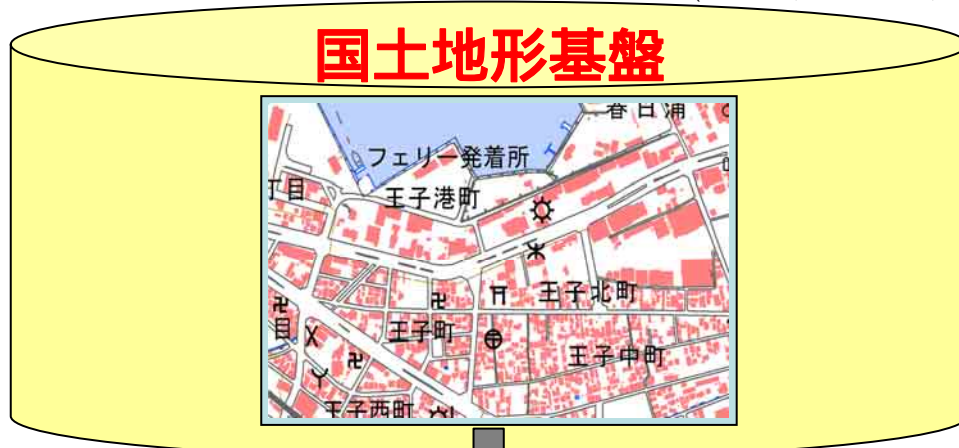 国土地形基盤
春日浦
フェリー発着所
丁目
王子港町
王子北町
目
王子町
王子中町
王子西町